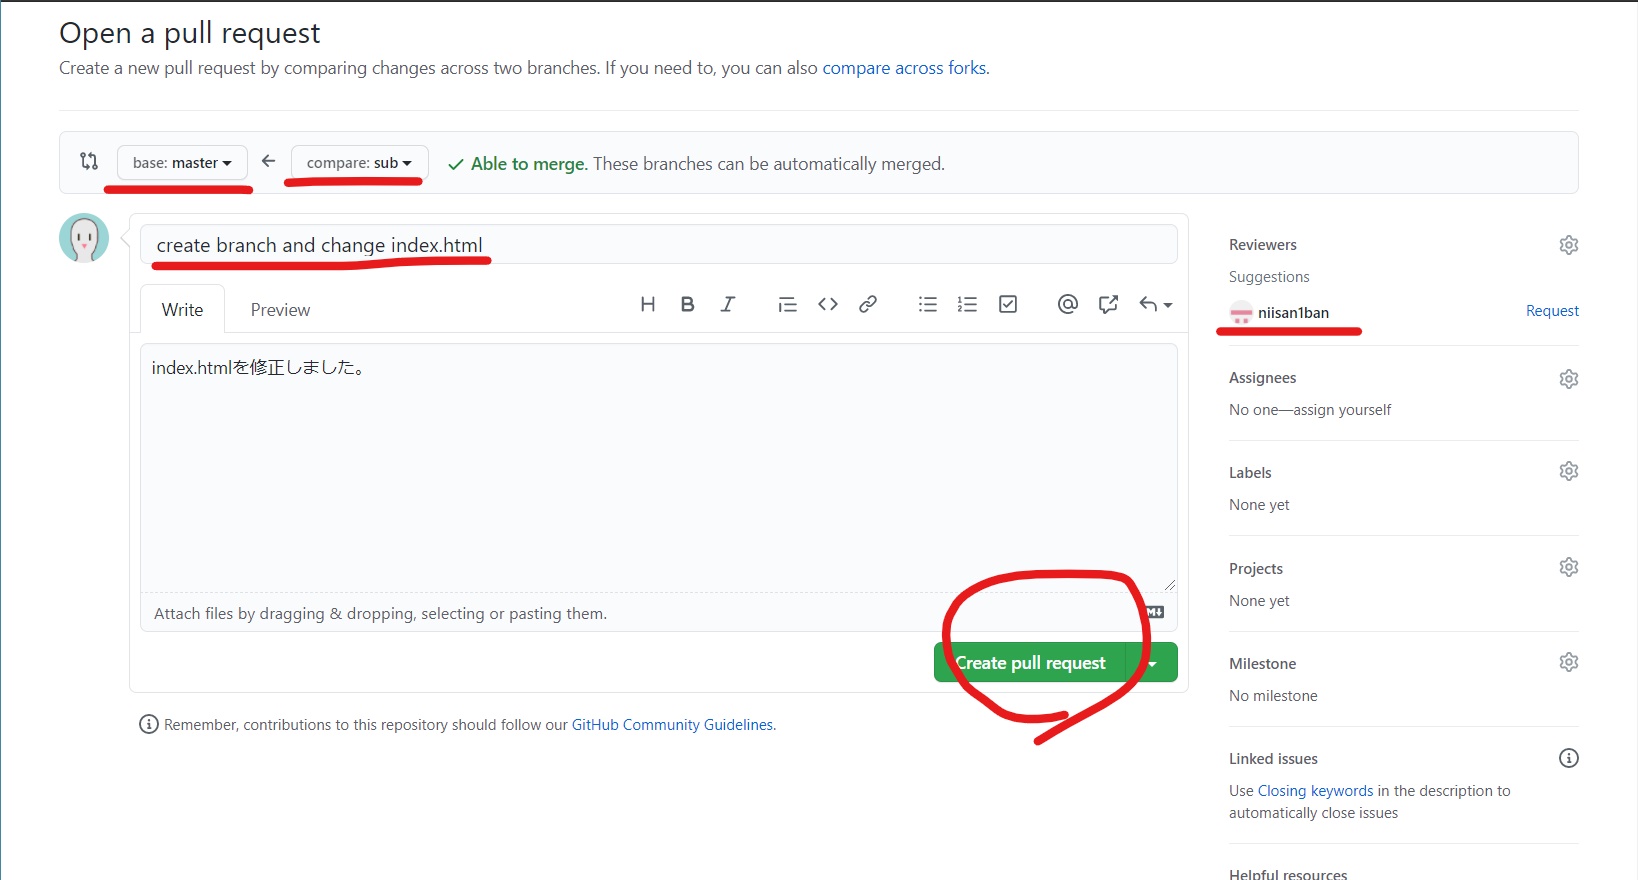 Open a pull request
Create a new pull request by comparing changes across two branches. If you need to, you can also compare across forks.
base: master
compare: sub
Able to merge. These branches can be automatically merged.
create branch and change index.html
Write
Preview
index.htmlを修正しました。
Attach files by dragging & dropping, selecting or pasting them.
Create pull request
Remember, contributions to this repository should follow our GitHub Community Guidelines.
Reviewers
Suggestions
niisan1ban
Request
Assignees
No one—assign yourself
Labels
None yet
Projects
None yet
Milestone
No milestone
Linked issues
Use Closing keywords in the description to
automatically close issues
Helpful resources